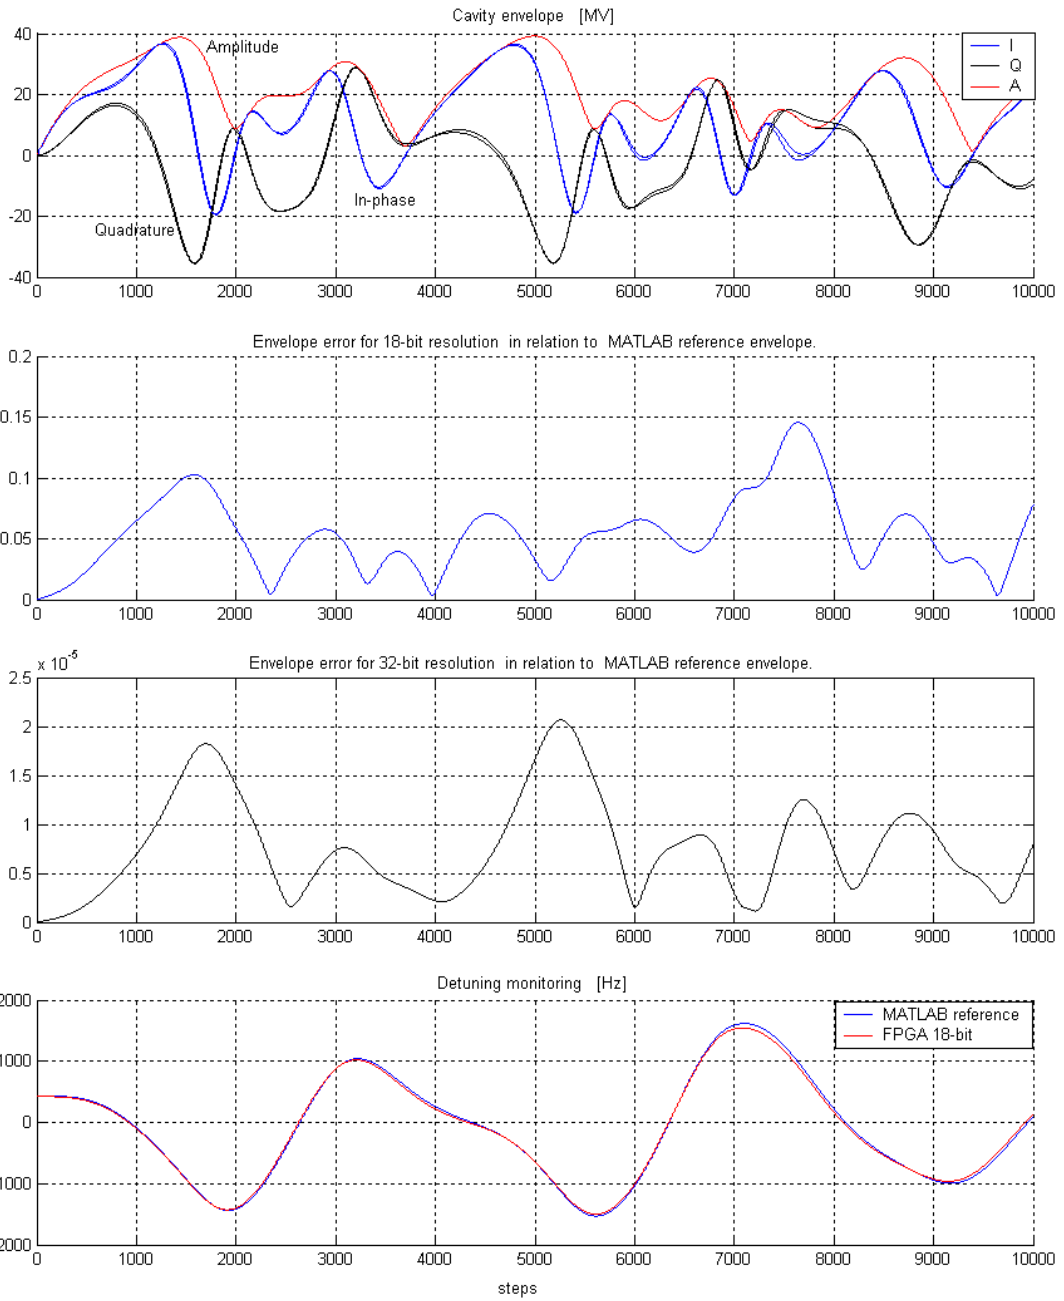 Cavity envelope [MV]
40
20
0
-20
-40
Amplitude
Quadrature
In-phase
I
Q
A
0 1000 2000 3000 4000 5000 6000 7000 8000 9000 10000
Envelope error for 18-bit resolution in relation to MATLAB reference envelope.
0.2
0.15
0.1
0.05
0
0 1000 2000 3000 4000 5000 6000 7000 8000 9000 10000
x 10-5
Envelope error for 32-bit resolution in relation to MATLAB reference envelope.
2.5
2
1.5
1
0.5
0
0 1000 2000 3000 4000 5000 6000 7000 8000 9000 10000
Detuning monitoring [Hz]
2000
1000
0
1000
2000
MATLAB reference
FPGA 18-bit
0 1000 2000 3000 4000 5000 6000 7000 8000 9000 10000
steps